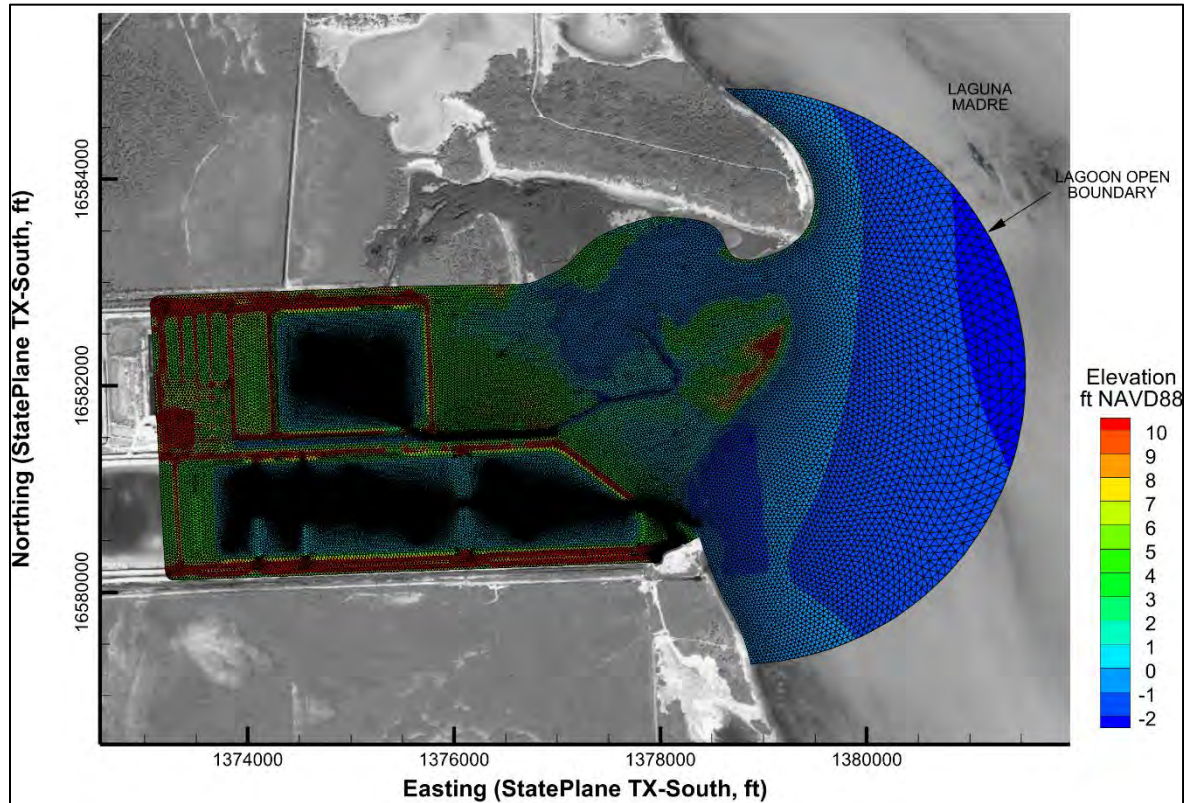 LAGUNA
MADRE
LAGOON OPEN
BOUNDARY
Northing (StatePlane TX-South, ft)
16584000
16582000
16580000
Elevation
ft NAVD88
10
9
8
7
6
5
4
3
2
1
0
-1
-2
1374000
1376000
1378000
1380000
Easting (StatePlane TX-South, ft)